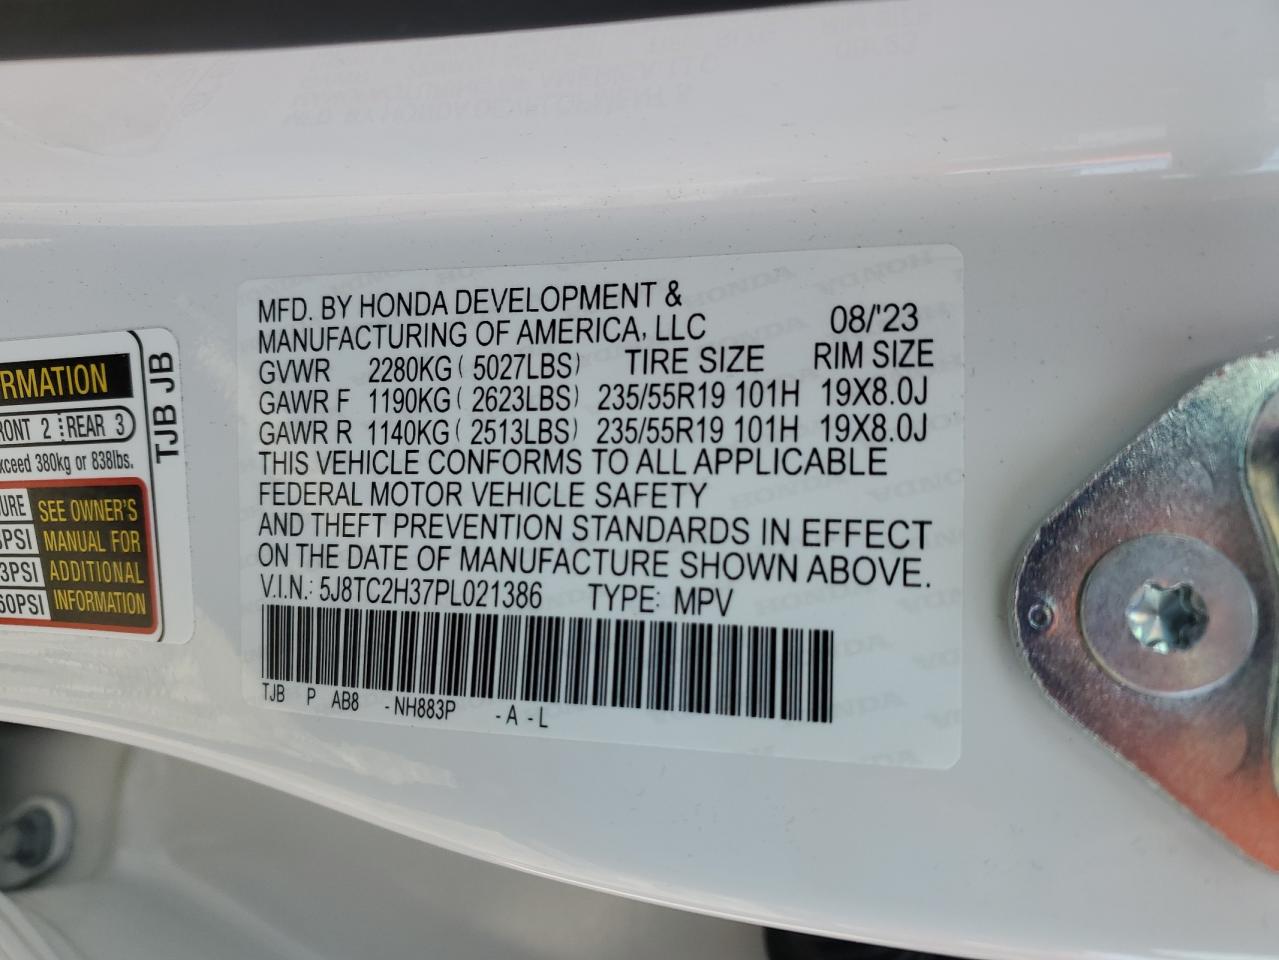 MFD. BY HONDA DEVELOPMENT &
MANUFACTURING OF AMERICA, LLC 08/'23
GVWR 2280KG ( 5027LBS) TIRE SIZE RIM SIZE
GAWR F 1190KG ( 2623LBS) 235/55R19 101H 19X8.0J
GAWR R 1140KG ( 2513LBS) 235/55R19 101H 19X8.0J
THIS VEHICLE CONFORMS TO ALL APPLICABLE
FEDERAL MOTOR VEHICLE SAFETY
AND THEFT PREVENTION STANDARDS IN EFFECT
ON THE DATE OF MANUFACTURE SHOWN ABOVE.
V.I.N.: 5J8TC2H37PL021386 TYPE: MPV
TJB P AB8 -NH883P -A -L
RMATION
RONT 2 REAR 3
xceed 380kg or 838lbs.
URE SEE OWNER'S
PSI MANUAL FOR
3PSI ADDITIONAL
60PSI INFORMATION
TJB JB